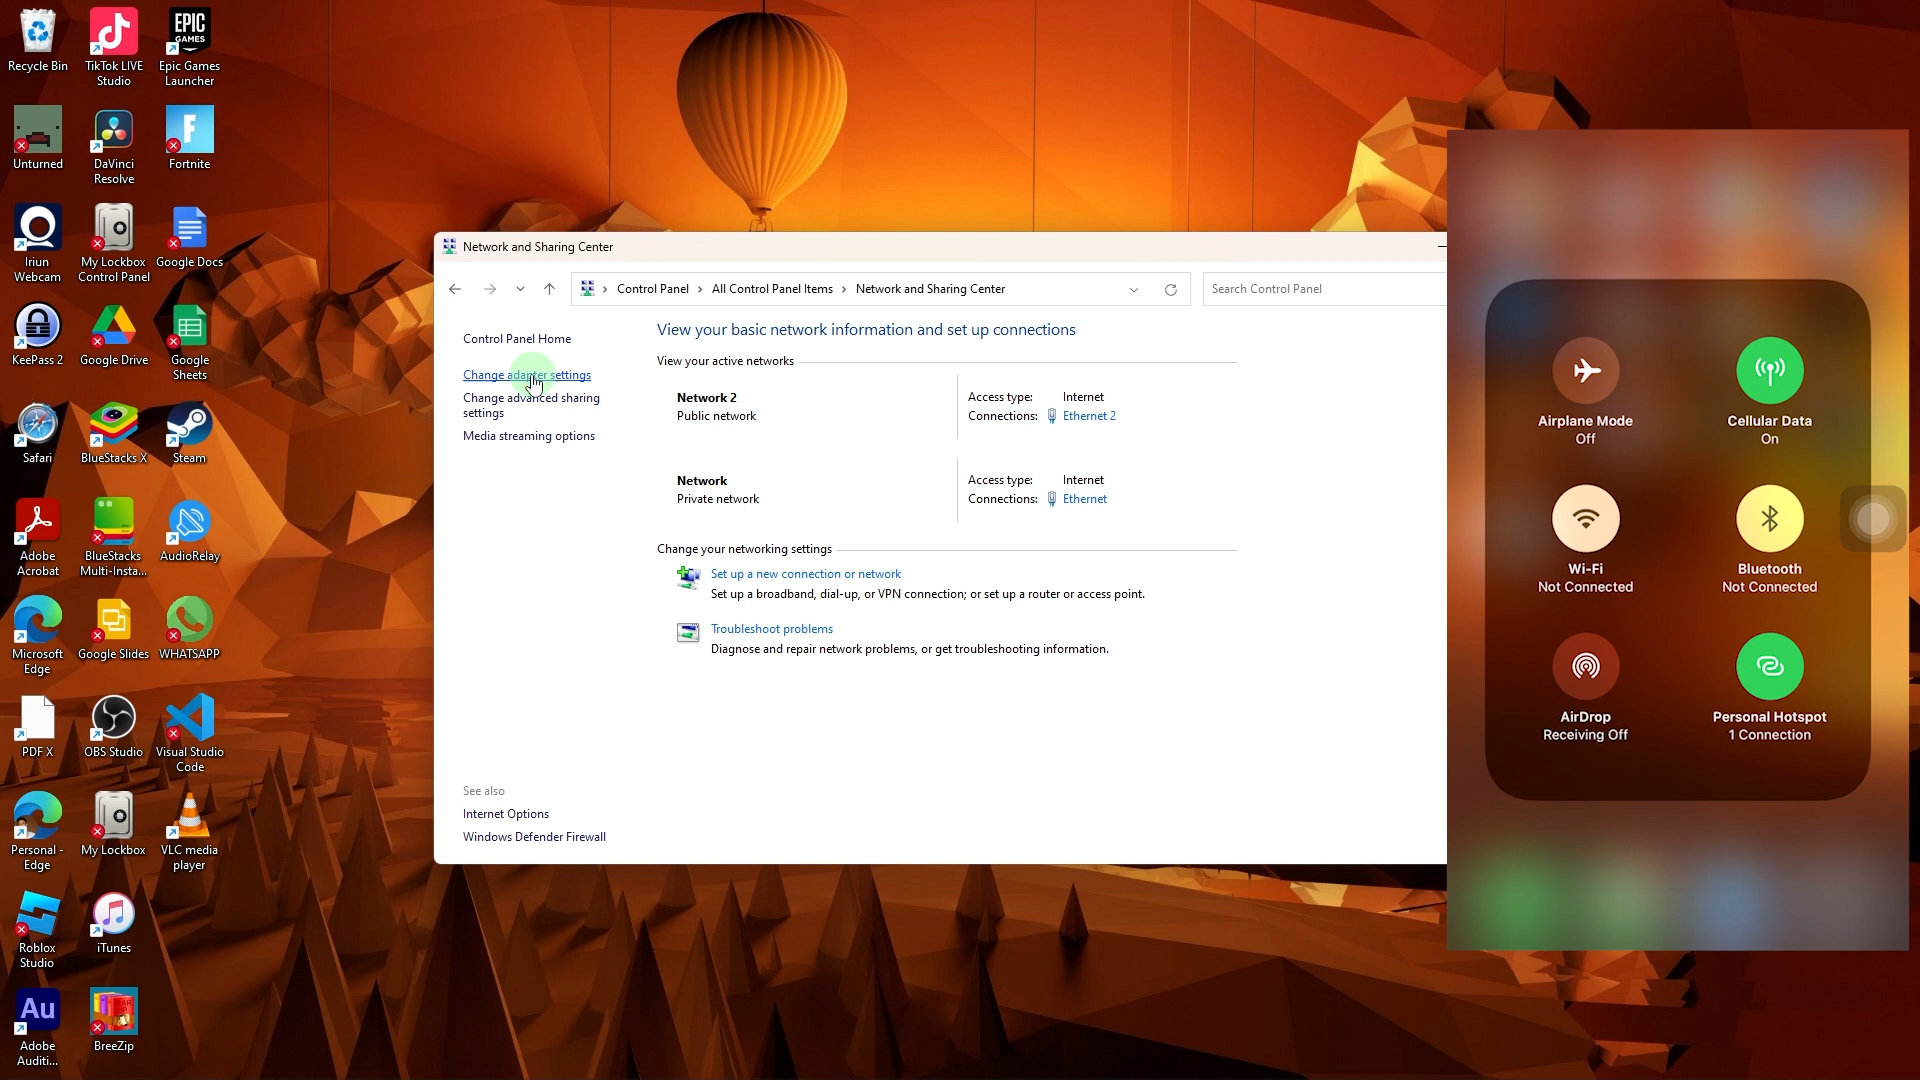 Recycle Bin
TikTok LIVE
Studio
EPIC
GAMES
Epic Games
Launcher
Unturned
DaVinci
Resolve
Fortnite
Iriun
Webcam
My Lockbox
Control Panel
Google Docs
KeePass 2
Google Drive
Google
Sheets
Safari
BlueStacks X
Steam
Adobe
Acrobat
BlueStacks
Multi-Insta...
AudioRelay
Microsoft
Edge
Google Slides
WHATSAPP
PDF X
OBS Studio
Visual Studio
Code
Personal -
Edge
My Lockbox
VLC media
player
Roblox
Studio
iTunes
Au
Adobe
Auditi...
BreeZip
Network and Sharing Center
Control Panel > All Control Panel Items > Network and Sharing Center
Search Control Panel
Control Panel Home
Change adapter settings
Change advanced sharing
settings
Media streaming options
See also
Internet Options
Windows Defender Firewall
View your basic network information and set up connections
View your active networks
Network 2
Public network
Access type: Internet
Connections: Ethernet 2
Network
Private network
Access type: Internet
Connections: Ethernet
Change your networking settings
Set up a new connection or network
Set up a broadband, dial-up, or VPN connection; or set up a router or access point.
Troubleshoot problems
Diagnose and repair network problems, or get troubleshooting information.
Airplane Mode
Off
Cellular Data
On
Wi-Fi
Not Connected
Bluetooth
Not Connected
AirDrop
Receiving Off
Personal Hotspot
1 Connection